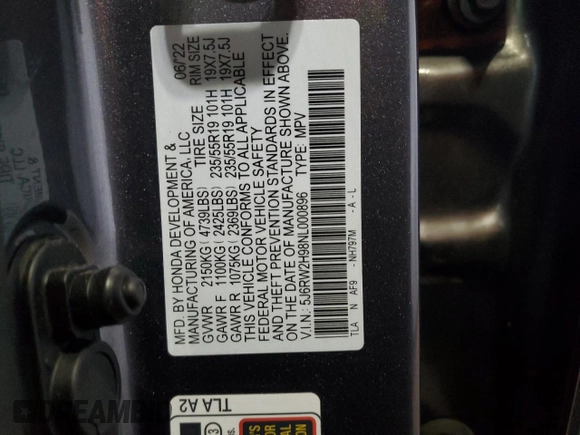 MFD. BY HONDA DEVELOPMENT &
MANUFACTURING OF AMERICA, LLC 06/22
TIRE SIZE RIM SIZE
GVWR 2150KG( 4739LBS)
GAWR F 1100KG( 2425LBS) 235/55R19 101H 19X7.5J
GAWR R 1075KG( 2369LBS) 235/55R19 101H 19X7.5J
THIS VEHICLE CONFORMS TO ALL APPLICABLE
FEDERAL MOTOR VEHICLE SAFETY
AND THEFT PREVENTION STANDARDS IN EFFECT
ON THE DATE OF MANUFACTURE SHOWN ABOVE.
V.I.N.: 5J6RW2H98NL000896 TYPE: MPV
TLA N AF9 - NH797M - A - L
TLA A2